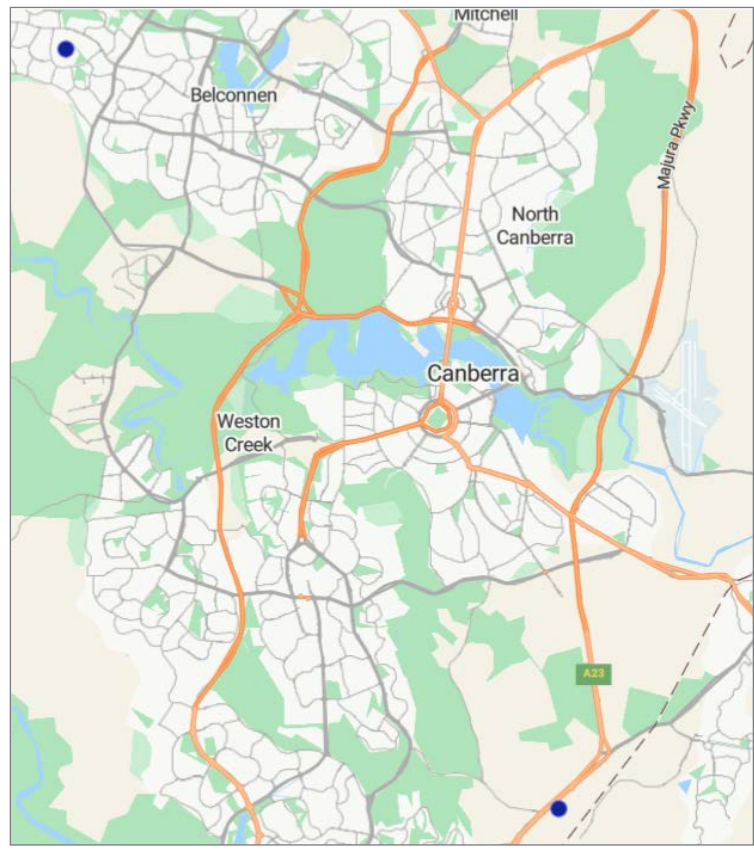 Mitchell
Belconnen
Majura Pkwy
North
Canberra
Canberra
Weston
Creek
A23